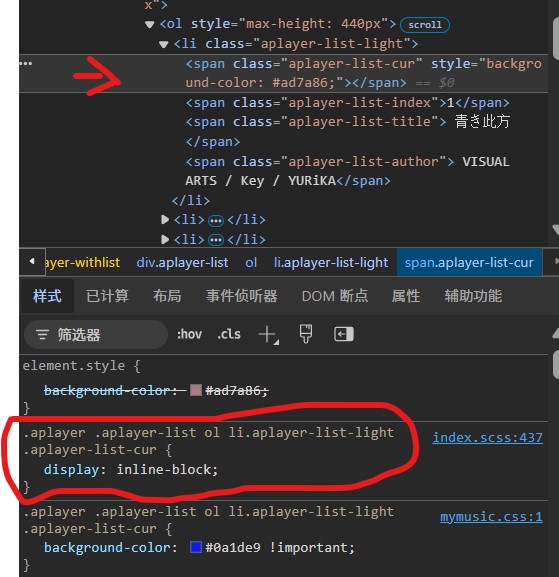 x">
▼<ol style="max-height: 440px"> scroll
▼<li class="aplayer-list-light">
<span class="aplayer-list-cur" style="backgro
und-color: #ad7a86;"></span> == $0
<span class="aplayer-list-index">1</span>
<span class="aplayer-list-title"> 青き此方
</span>
<span class="aplayer-list-author"> VISUAL
ARTS / Key / YURiKA</span>
</li>
▶<li>⋯</li>
▶<li>⋯</li>
ayer-withlist div.aplayer-list ol li.aplayer-list-light span.aplayer-list-cur
样式 已计算 布局 事件侦听器 DOM 断点 属性 辅助功能
筛选器 :hov .cls
element.style {
background-color: #ad7a86;
}
.aplayer .aplayer-list ol li.aplayer-list-light index.scss:437
.aplayer-list-cur {
display: inline-block;
}
.aplayer .aplayer-list ol li.aplayer-list-light mymusic.css:1
.aplayer-list-cur {
background-color: #0a1de9 !important;
}